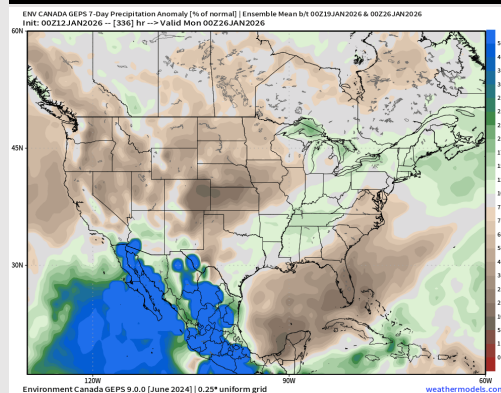 ENV CANADA GEPS 7-Day Precipitation Anomaly [% of normal] | Ensemble Mean b/t 00Z19JAN2026 & 00Z26JAN2026
Init: 00Z12JAN2026 -- [336] hr --> Valid Mon 00Z26JAN2026
60N
45N
30N
120W
90W
60W
Environment Canada GEPS 9.0.0 [June 2024] | 0.25° uniform grid
weathermodels.com